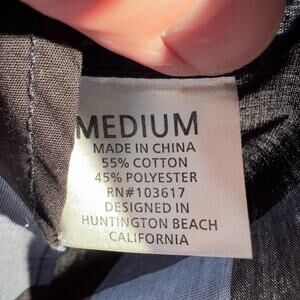 MEDIUM
MADE IN CHINA
55% COTTON
45% POLYESTER
RN#103617
DESIGNED IN
HUNTINGTON BEACH
CALIFORNIA